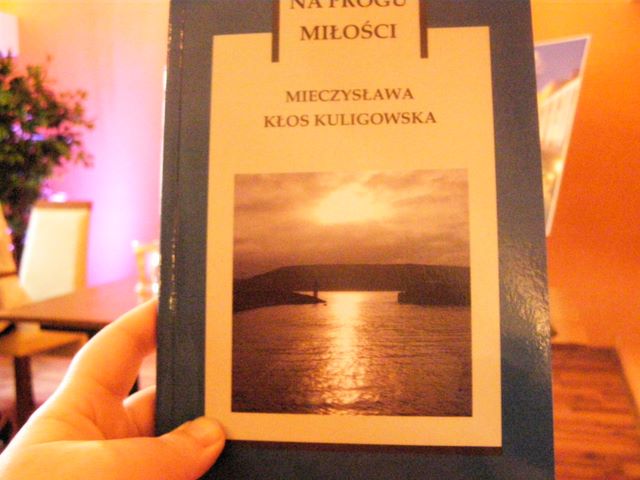 NA PROGU
MIŁOŚCI
MIECZYSŁAWA
KŁOS KULIGOWSKA